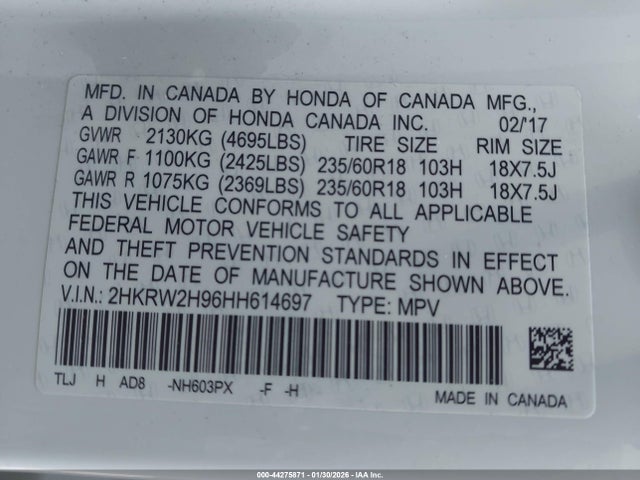 MFD. IN CANADA BY HONDA OF CANADA MFG.,
A DIVISION OF HONDA CANADA INC. 02/'17
GVWR 2130KG (4695LBS) TIRE SIZE RIM SIZE
GAWR F 1100KG (2425LBS) 235/60R18 103H 18X7.5J
GAWR R 1075KG (2369LBS) 235/60R18 103H 18X7.5J
THIS VEHICLE CONFORMS TO ALL APPLICABLE
FEDERAL MOTOR VEHICLE SAFETY
AND THEFT PREVENTION STANDARDS IN EFFECT
ON THE DATE OF MANUFACTURE SHOWN ABOVE.
V.I.N.: 2HKRW2H96HH614697 TYPE: MPV
TLJ H AD8 -NH603PX -F -H
MADE IN CANADA
000-44275871 | 01/30/2026 - IAA Inc.